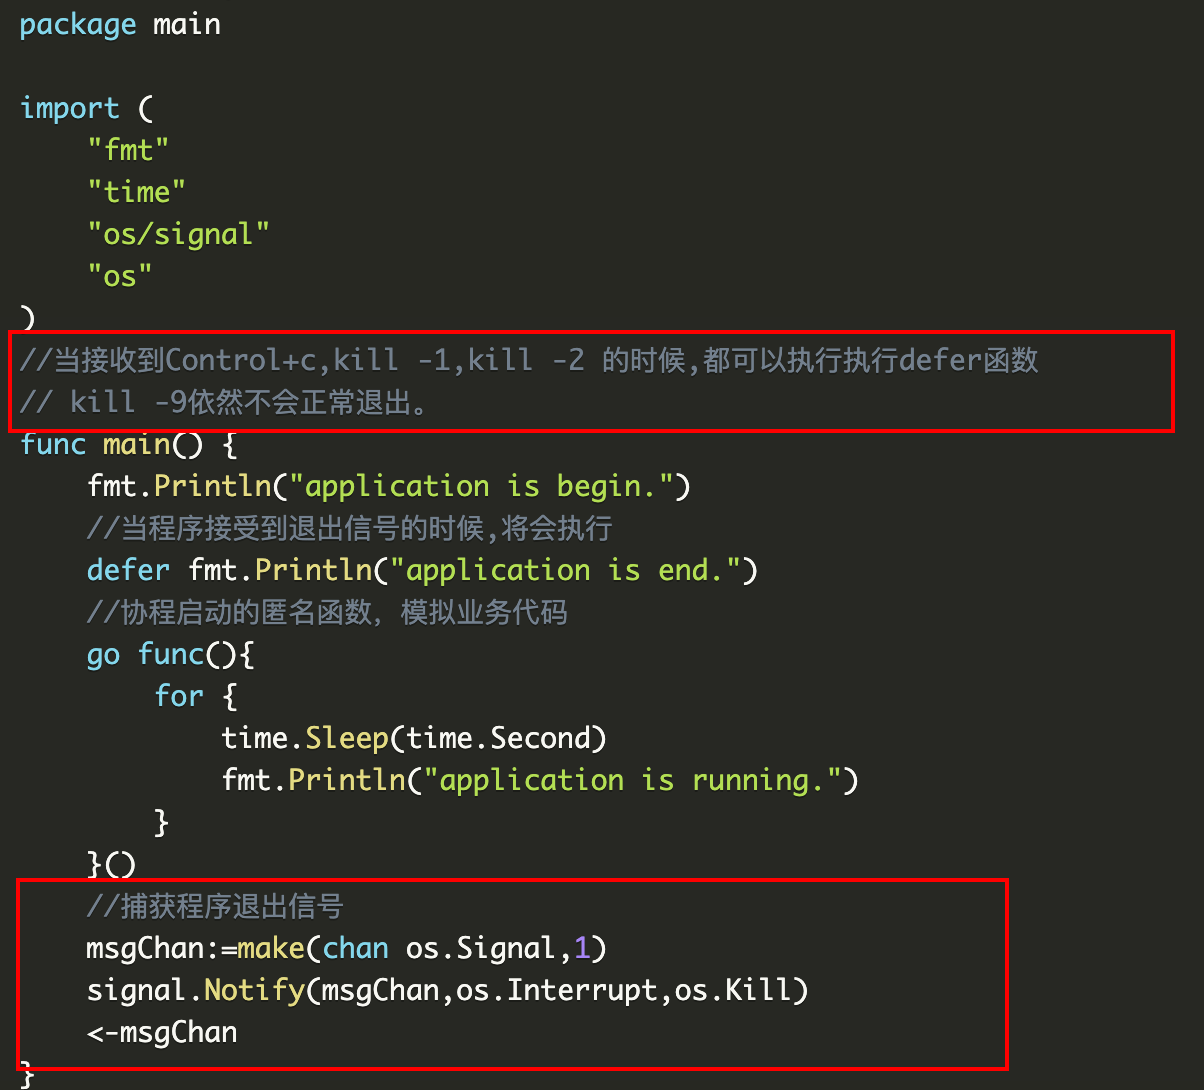 package main
import (
    "fmt"
    "time"
    "os/signal"
    "os"
)
//当接收到Control+c,kill -1,kill -2 的时候,都可以执行执行defer函数
// kill -9依然不会正常退出。
func main() {
    fmt.Println("application is begin.")
    //当程序接受到退出信号的时候,将会执行
    defer fmt.Println("application is end.")
    //协程启动的匿名函数，模拟业务代码
    go func(){
        for {
            time.Sleep(time.Second)
            fmt.Println("application is running.")
        }
    }()
    //捕获程序退出信号
    msgChan:=make(chan os.Signal,1)
    signal.Notify(msgChan,os.Interrupt,os.Kill)
    <-msgChan
}